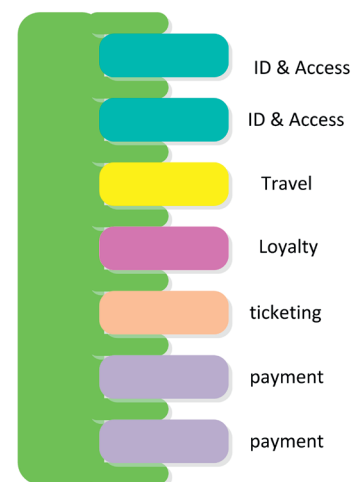 ID & Access
ID & Access
Travel
Loyalty
ticketing
payment
payment